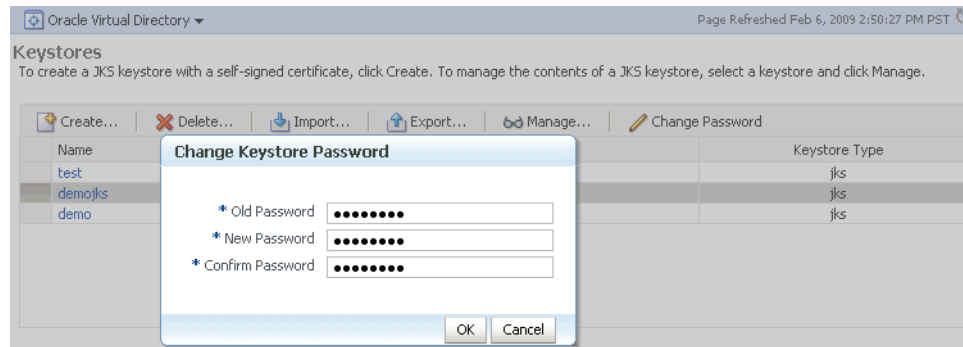 Oracle Virtual Directory Page Refreshed Feb 6, 2009 2:50:27 PM PST
Keystores
To create a JKS keystore with a self-signed certificate, click Create. To manage the contents of a JKS keystore, select a keystore and click Manage.
Create... Delete... Import... Export... Manage... Change Password
Name Keystore Type
test jks
demojks jks
demo jks
Change Keystore Password
* Old Password ●●●●●●●●
* New Password ●●●●●●●●
* Confirm Password ●●●●●●●●
OK Cancel